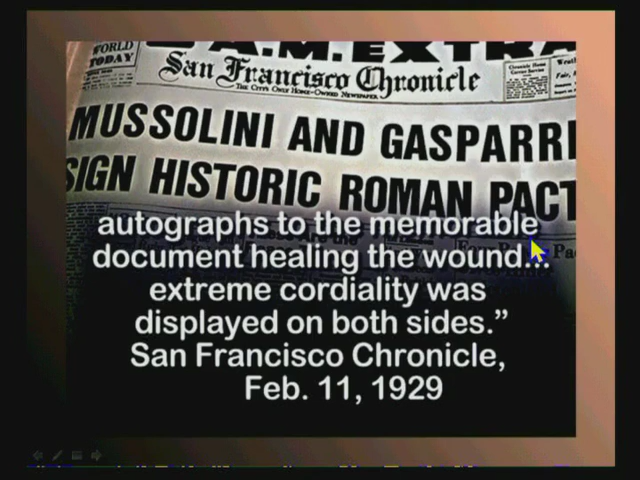 WORLD
TODAY
A.M. EXTRA
San Francisco Chronicle
THE CITY'S ONLY HOME-OWNED NEWSPAPER
MUSSOLINI AND GASPARRI
SIGN HISTORIC ROMAN PACT
autographs to the memorable
document healing the wound...
extreme cordiality was
displayed on both sides.”
San Francisco Chronicle,
Feb. 11, 1929